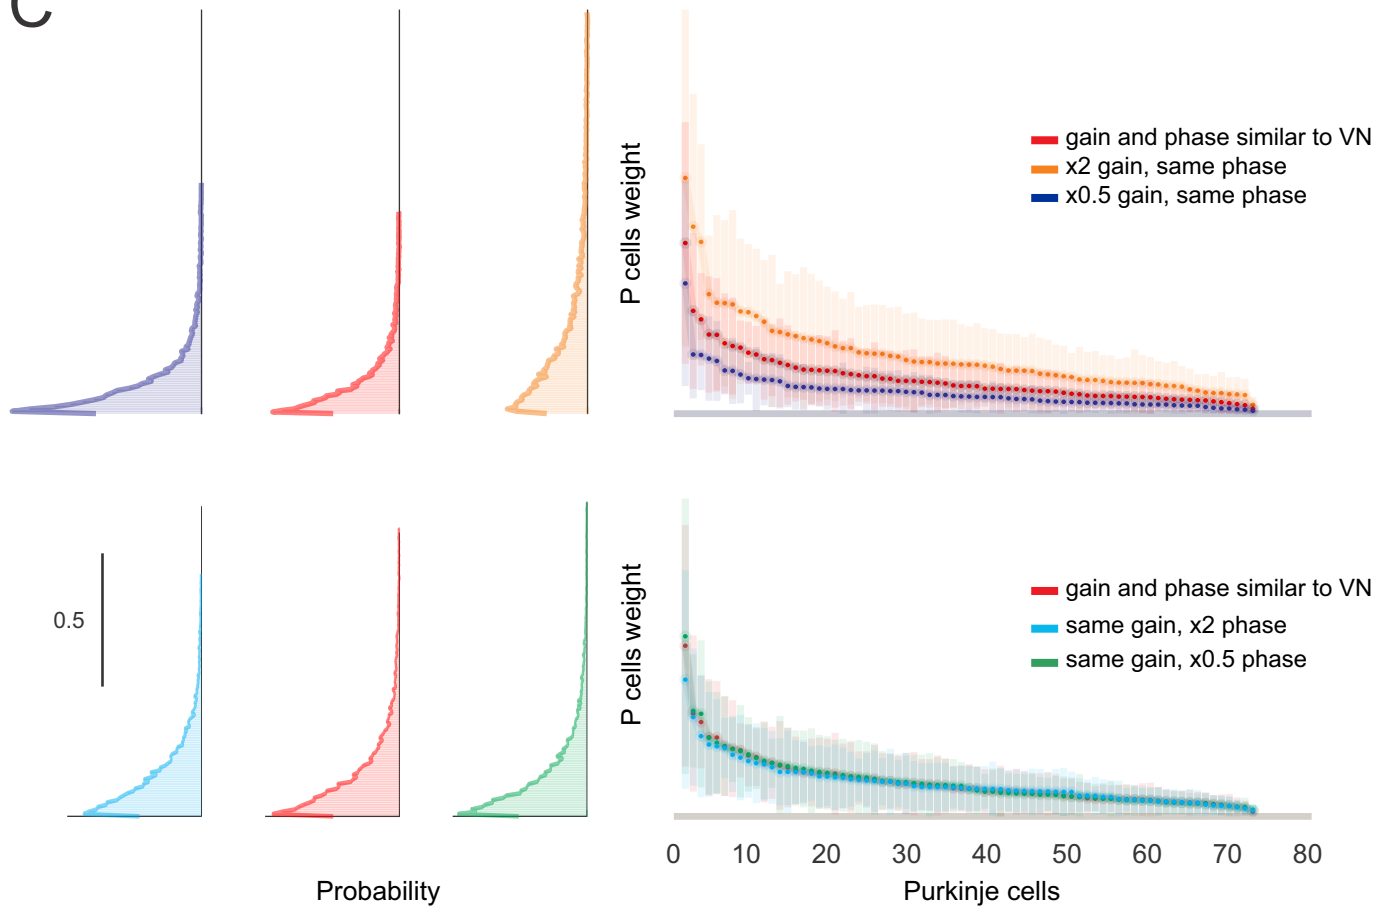 C
P cells weight
gain and phase similar to VN
x2 gain, same phase
x0.5 gain, same phase
0.5
P cells weight
gain and phase similar to VN
same gain, x2 phase
same gain, x0.5 phase
0 10 20 30 40 50 60 70 80
Probability
Purkinje cells